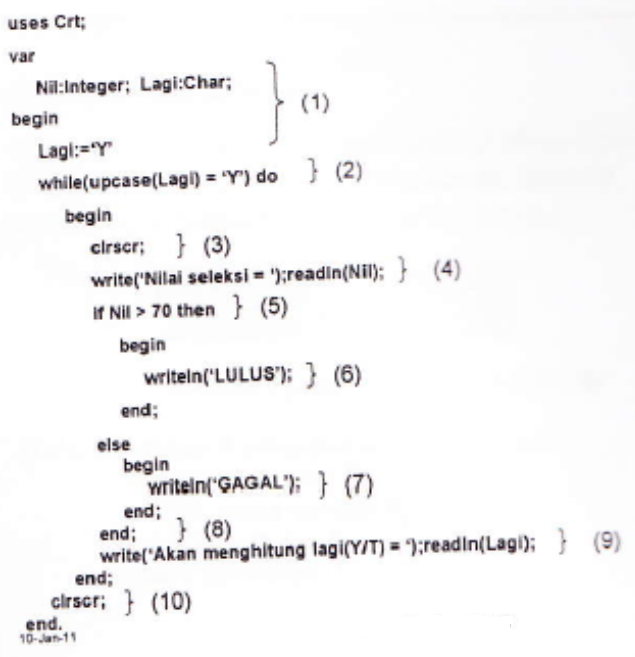 uses Crt;
var
Nil:Integer; Lagi:Char;
(1)
begin
Lagi:='Y'
while(upcase(Lagi) = 'Y') do } (2)
begin
clrscr; } (3)
write('Nilai seleksi = ');readln(Nil); } (4)
if Nil > 70 then } (5)
begin
writeln('LULUS'); } (6)
end;
else
begin
writeln('GAGAL'); } (7)
end;
end; } (8)
write('Akan menghitung lagi(Y/T) = ');readln(Lagi); } (9)
end;
clrscr; } (10)
end.
10-Jan-11